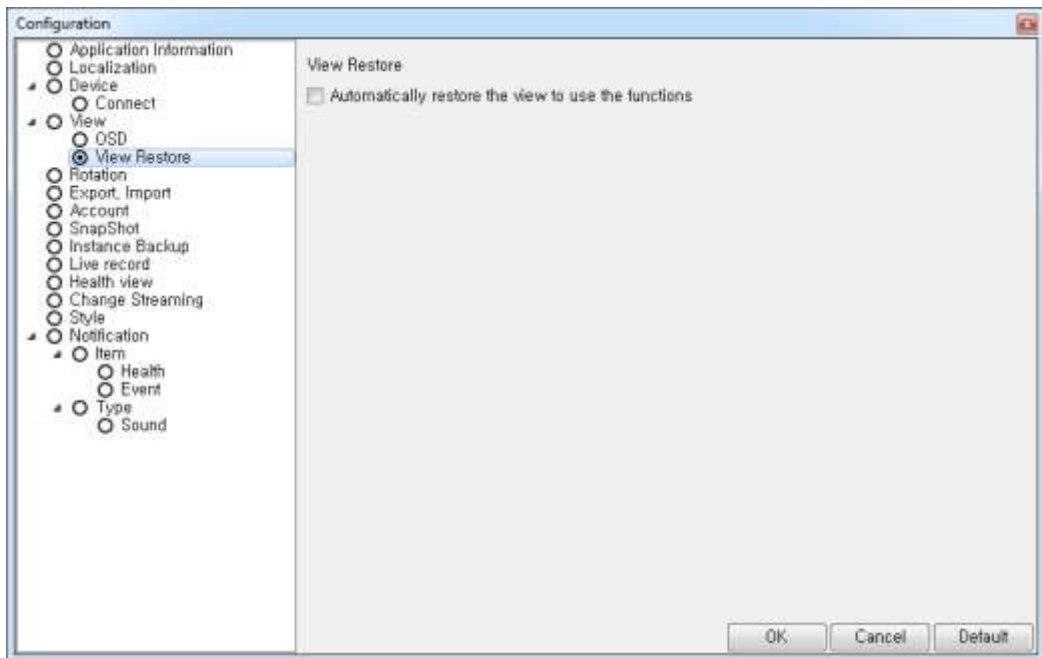 Configuration
Application Information
Localization
Device
Connect
View
OSD
View Restore
Rotation
Export, Import
Account
SnapShot
Instance Backup
Live record
Health view
Change Streaming
Style
Notification
Item
Health
Event
Type
Sound
View Restore
Automatically restore the view to use the functions
OK
Cancel
Default